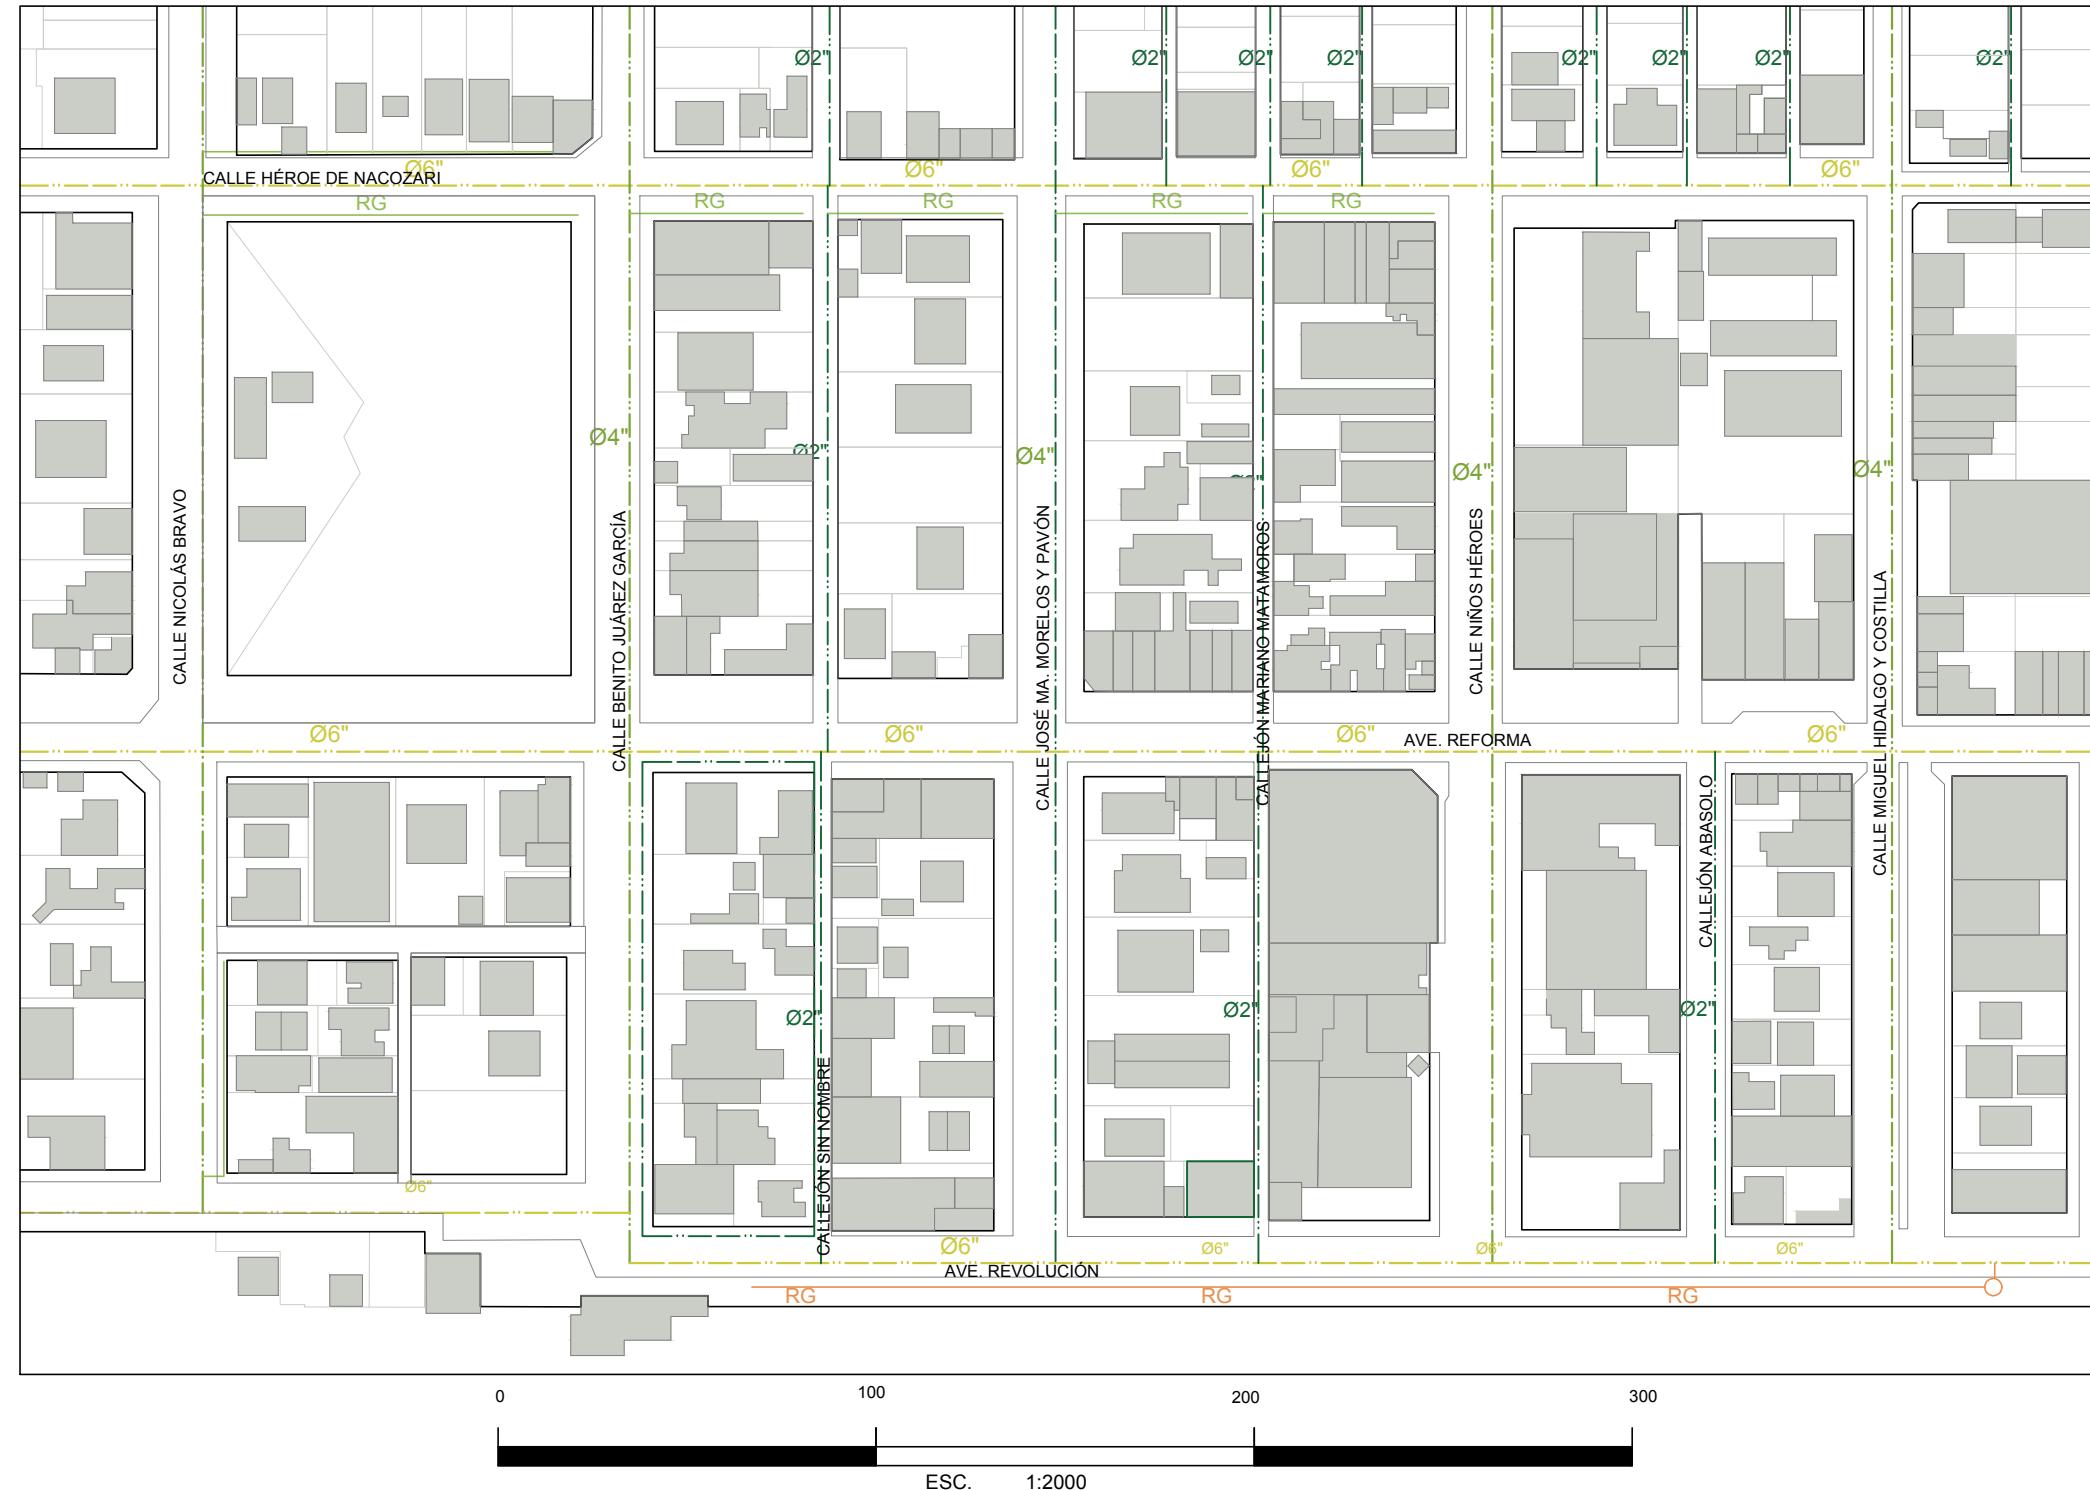 Ø2"
Ø2"
Ø2"
Ø2"
Ø2"
Ø2"
Ø2"
Ø2"
Ø6"
Ø6"
Ø6"
Ø6"
CALLE HÉROE DE NACOZARI
RG
RG
RG
RG
RG
Ø4"
Ø2"
Ø4"
Ø4"
Ø4"
CALLE NICOLÁS BRAVO
CALLE BENITO JUÁREZ GARCÍA
CALLE JOSÉ MA. MORELOS Y PAVÓN
CALLEJÓN MARIANO MATAMOROS
CALLE NIÑOS HÉROES
CALLE MIGUEL HIDALGO Y COSTILLA
Ø6"
Ø6"
Ø6"
Ø6"
AVE. REFORMA
CALLEJÓN ABASOLO
Ø2"
Ø2"
Ø2"
CALLEJÓN SIN NOMBRE
Ø6"
Ø6"
Ø6"
Ø6"
Ø6"
AVE. REVOLUCIÓN
RG
RG
RG
0
100
200
300
ESC. 1:2000